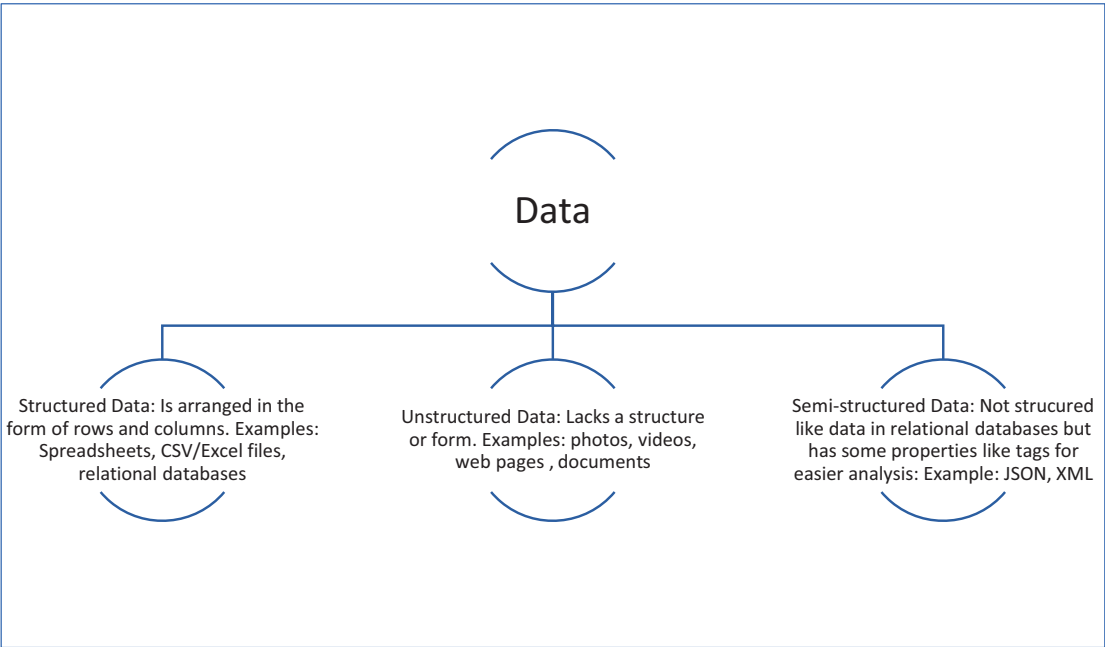 Data
Structured Data: Is arranged in the
form of rows and columns. Examples:
Spreadsheets, CSV/Excel files,
relational databases
Unstructured Data: Lacks a structure
or form. Examples: photos, videos,
web pages , documents
Semi-structured Data: Not strucured
like data in relational databases but
has some properties like tags for
easier analysis: Example: JSON, XML